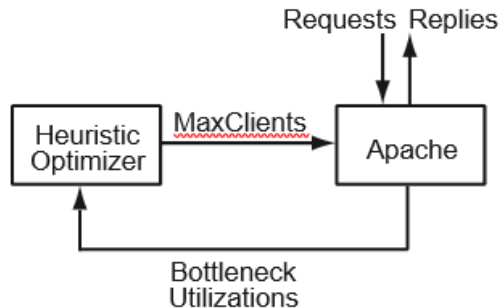 Requests Replies
Heuristic
Optimizer
MaxClients
Apache
Bottleneck
Utilizations